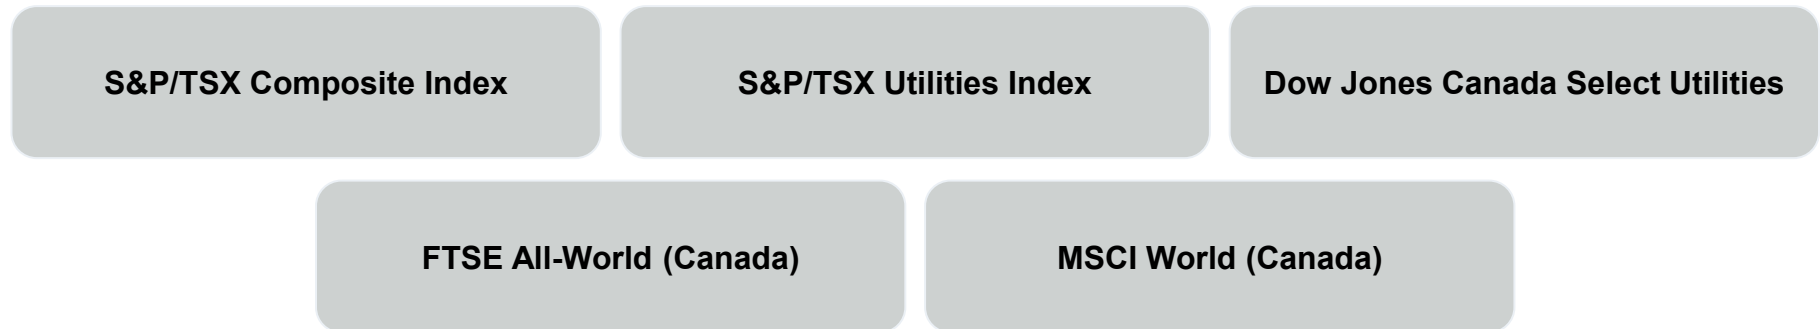 S&P/TSX Composite Index
S&P/TSX Utilities Index
Dow Jones Canada Select Utilities
FTSE All-World (Canada)
MSCI World (Canada)